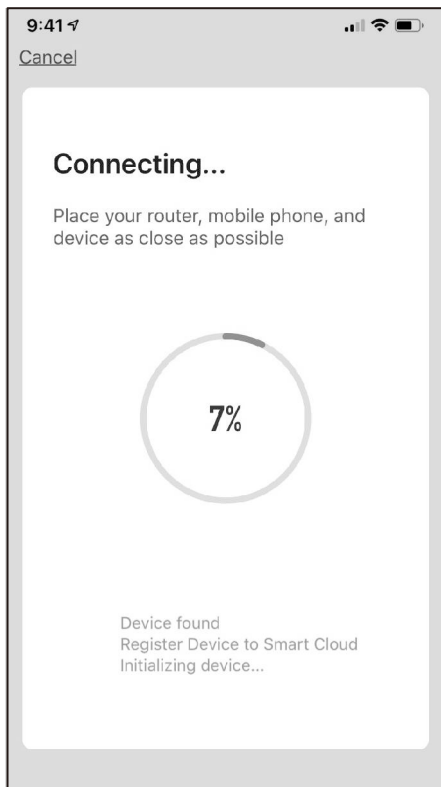 9:41
Cancel
Connecting...
Place your router, mobile phone, and
device as close as possible
7%
Device found
Register Device to Smart Cloud
Initializing device...